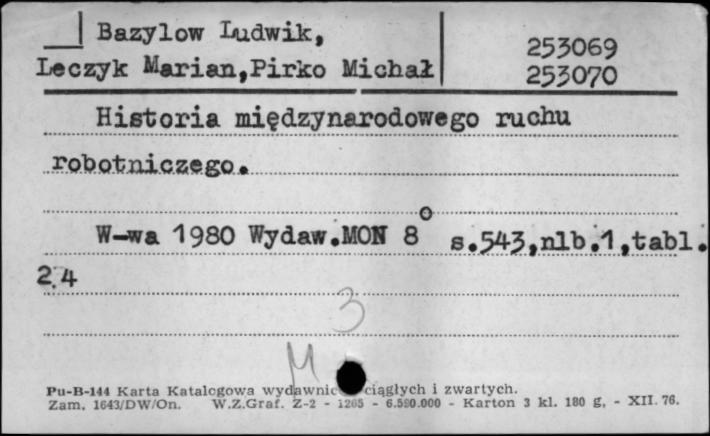 Bazylow Ludwik,
253069
Leczyk Marian,Pirko Michał
253070
Historia międzynarodowego ruchu
robotniczego.
W-wa 1980 Wydaw.MON 8° s.543,nlb.1,tabl.
2.4
3
M
Pu-B-144 Karta Katalogowa wydawnic ciągłych i zwartych.
Zam. 1643/DW/On. W.Z.Graf. Z-2 - 1265 - 6.590.000 - Karton 3 kl. 180 g. - XII. 76.